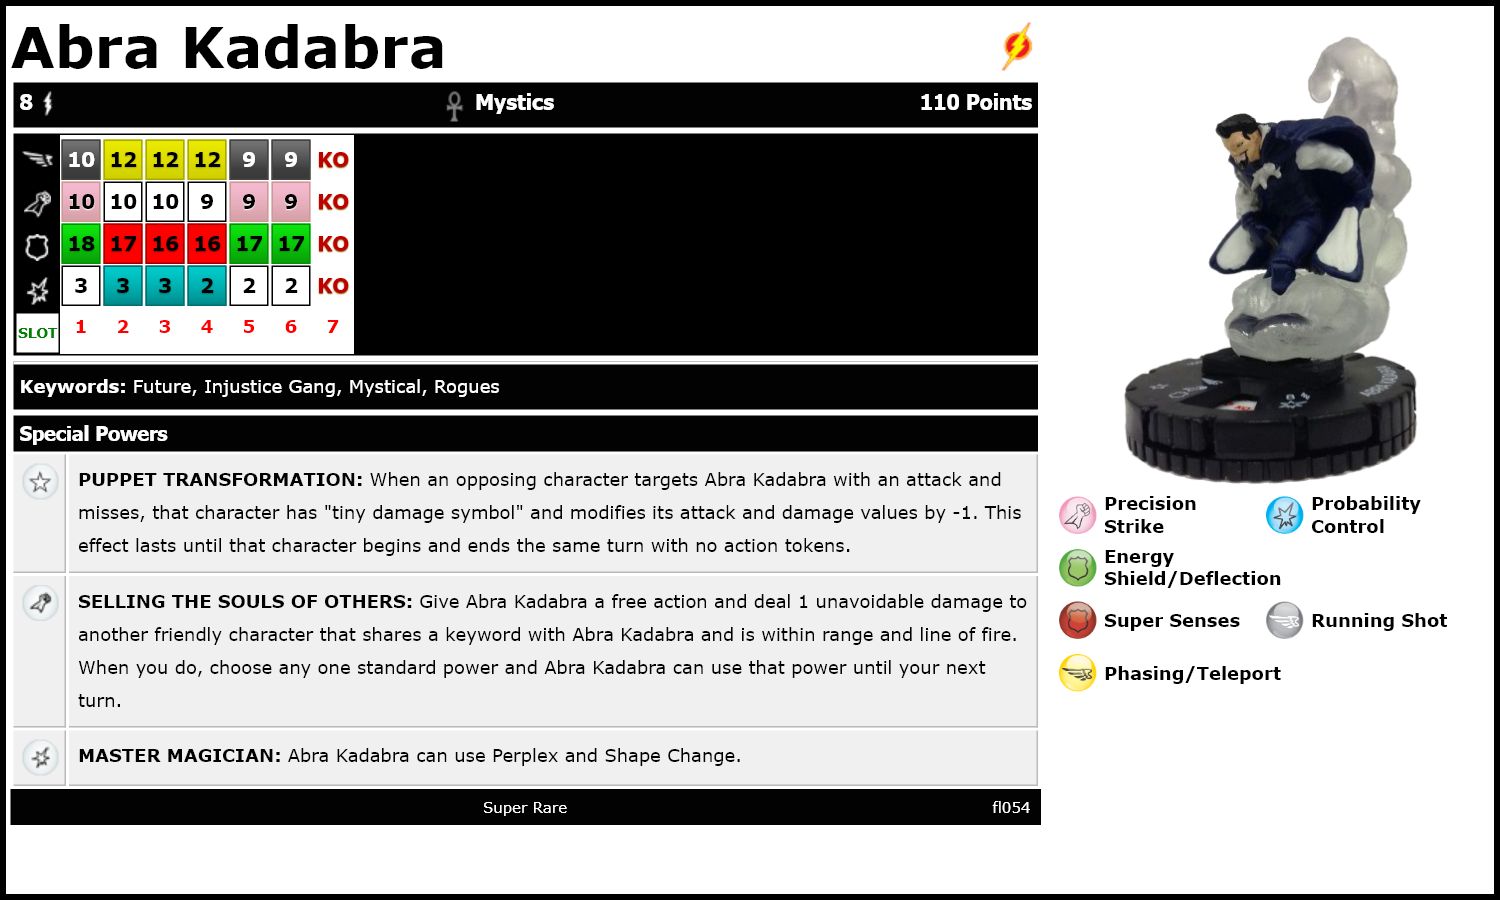 Abra Kadabra
8 Mystics 110 Points
10 12 12 12 9 9 KO
10 10 10 9 9 9 KO
18 17 16 16 17 17 KO
3 3 3 2 2 2 KO
SLOT 1 2 3 4 5 6 7
Keywords: Future, Injustice Gang, Mystical, Rogues
Special Powers
PUPPET TRANSFORMATION: When an opposing character targets Abra Kadabra with an attack and
misses, that character has "tiny damage symbol" and modifies its attack and damage values by -1. This
effect lasts until that character begins and ends the same turn with no action tokens.
SELLING THE SOULS OF OTHERS: Give Abra Kadabra a free action and deal 1 unavoidable damage to
another friendly character that shares a keyword with Abra Kadabra and is within range and line of fire.
When you do, choose any one standard power and Abra Kadabra can use that power until your next
turn.
MASTER MAGICIAN: Abra Kadabra can use Perplex and Shape Change.
Super Rare fl054
Precision
Strike
Probability
Control
Energy
Shield/Deflection
Super Senses
Running Shot
Phasing/Teleport